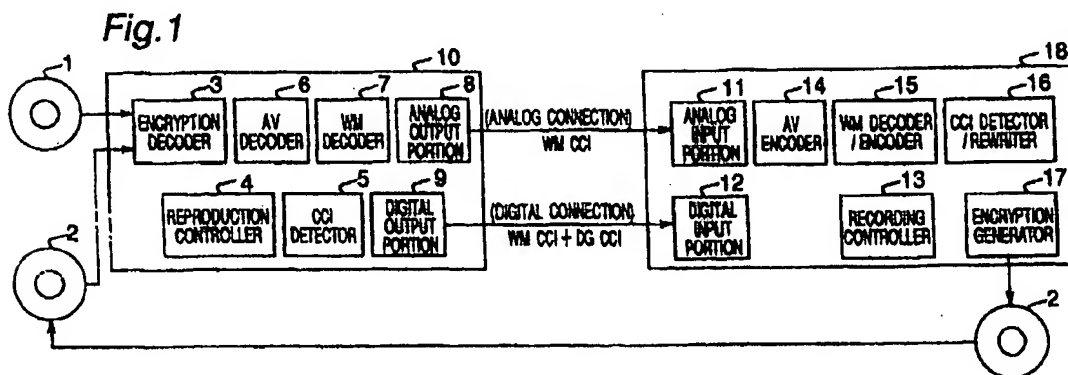 Fig.1
1
10
18
3
6
7
8
11
14
15
16
ENCRYPTION
DECODER
AV
DECODER
WM
DECODER
ANALOG
OUTPUT
PORTION
(ANALOG CONNECTION)
WM CCI
ANALOG
INPUT
PORTION
AV
ENCODER
WM DECODER
/ENCODER
CCI DETECTOR
/REWRITER
4
5
9
12
13
17
REPRODUCTION
CONTROLLER
CCI
DETECTOR
DIGITAL
OUTPUT
PORTION
(DIGITAL CONNECTION)
WM CCI + DG CCI
DIGITAL
INPUT
PORTION
RECORDING
CONTROLLER
ENCRYPTION
GENERATOR
2
2